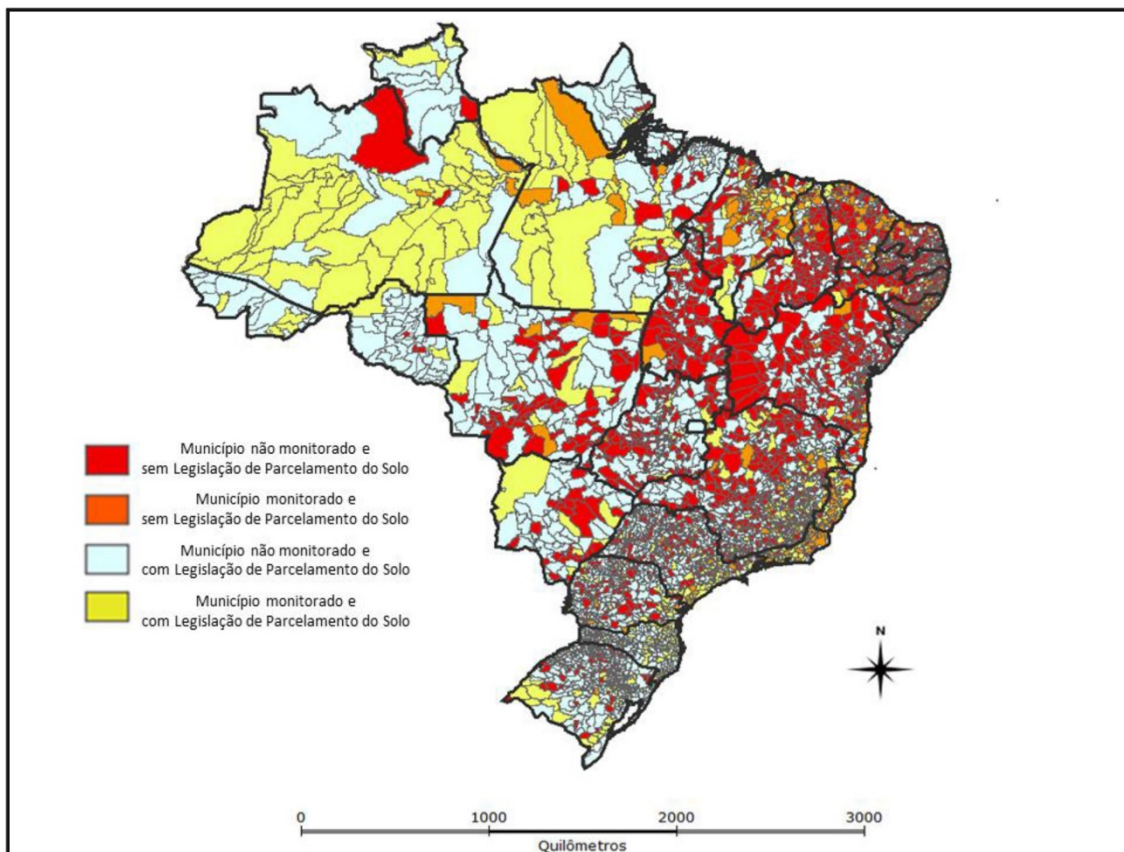 Município não monitorado e
sem Legislação de Parcelamento do Solo
Município monitorado e
sem Legislação de Parcelamento do Solo
Município não monitorado e
com Legislação de Parcelamento do Solo
Município monitorado e
com Legislação de Parcelamento do Solo
N
0 1000 2000 3000
Quilômetros